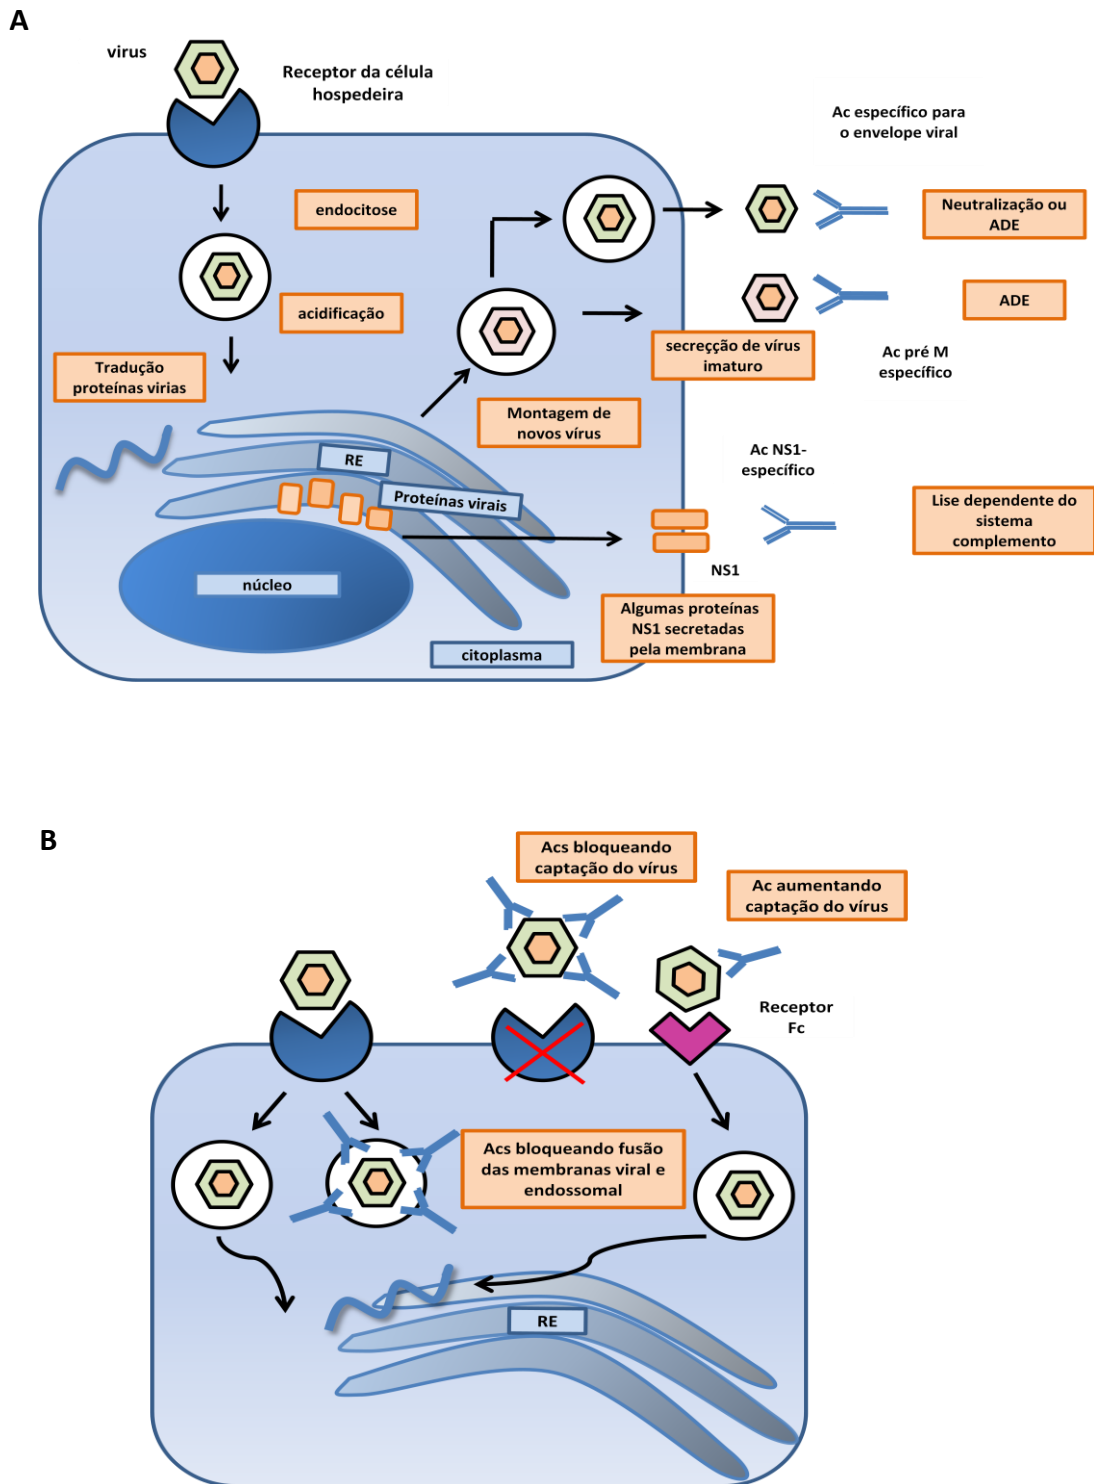 A
virus
Receptor da célula
hospedeira
Ac específico para
o envelope viral
endocitose
Neutralização ou
ADE
acidificação
ADE
secrecção de vírus
imaturo
Ac pré M
específico
Tradução
proteínas virias
Montagem de
novos vírus
RE
Ac NS1-
específico
Proteínas virais
Lise dependente do
sistema
complemento
núcleo
NS1
Algumas proteínas
NS1 secretadas
pela membrana
citoplasma
B
Acs bloqueando
captação do vírus
Ac aumentando
captação do vírus
Receptor
Fc
Acs bloqueando fusão
das membranas viral e
endossomal
RE